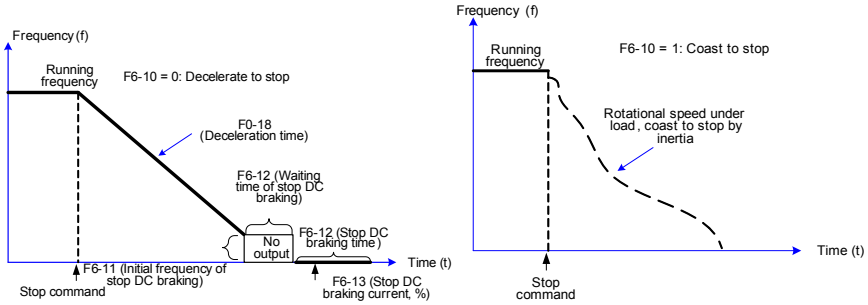 Frequency (f)
Running
frequency
F6-10 = 0: Decelerate to stop
F0-18
(Deceleration time)
F6-12 (Waiting
time of stop DC
braking)
No
output
F6-12 (Stop DC
braking time)
Time (t)
F6-11 (Initial frequency of
stop DC braking)
Stop command
F6-13 (Stop DC
braking current, %)
Frequency (f)
Running
frequency
F6-10 = 1: Coast to stop
Rotational speed under
load, coast to stop by
inertia
Time (t)
Stop
command